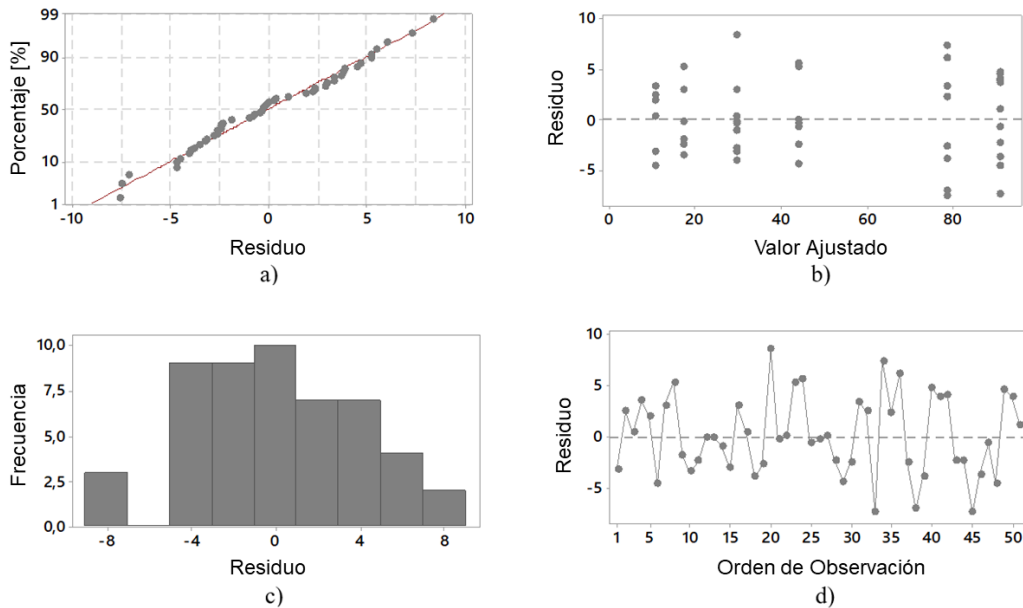 99
90
50
10
1
Porcentaje [%]
-10 -5 0 5 10
Residuo
a)
10
5
0
-5
Residuo
0 20 40 60 80 100
Valor Ajustado
b)
10,0
7,5
5,0
2,5
0,0
Frecuencia
-8 -4 0 4 8
Residuo
c)
10
5
0
-5
Residuo
1 5 10 15 20 25 30 35 40 45 50
Orden de Observación
d)